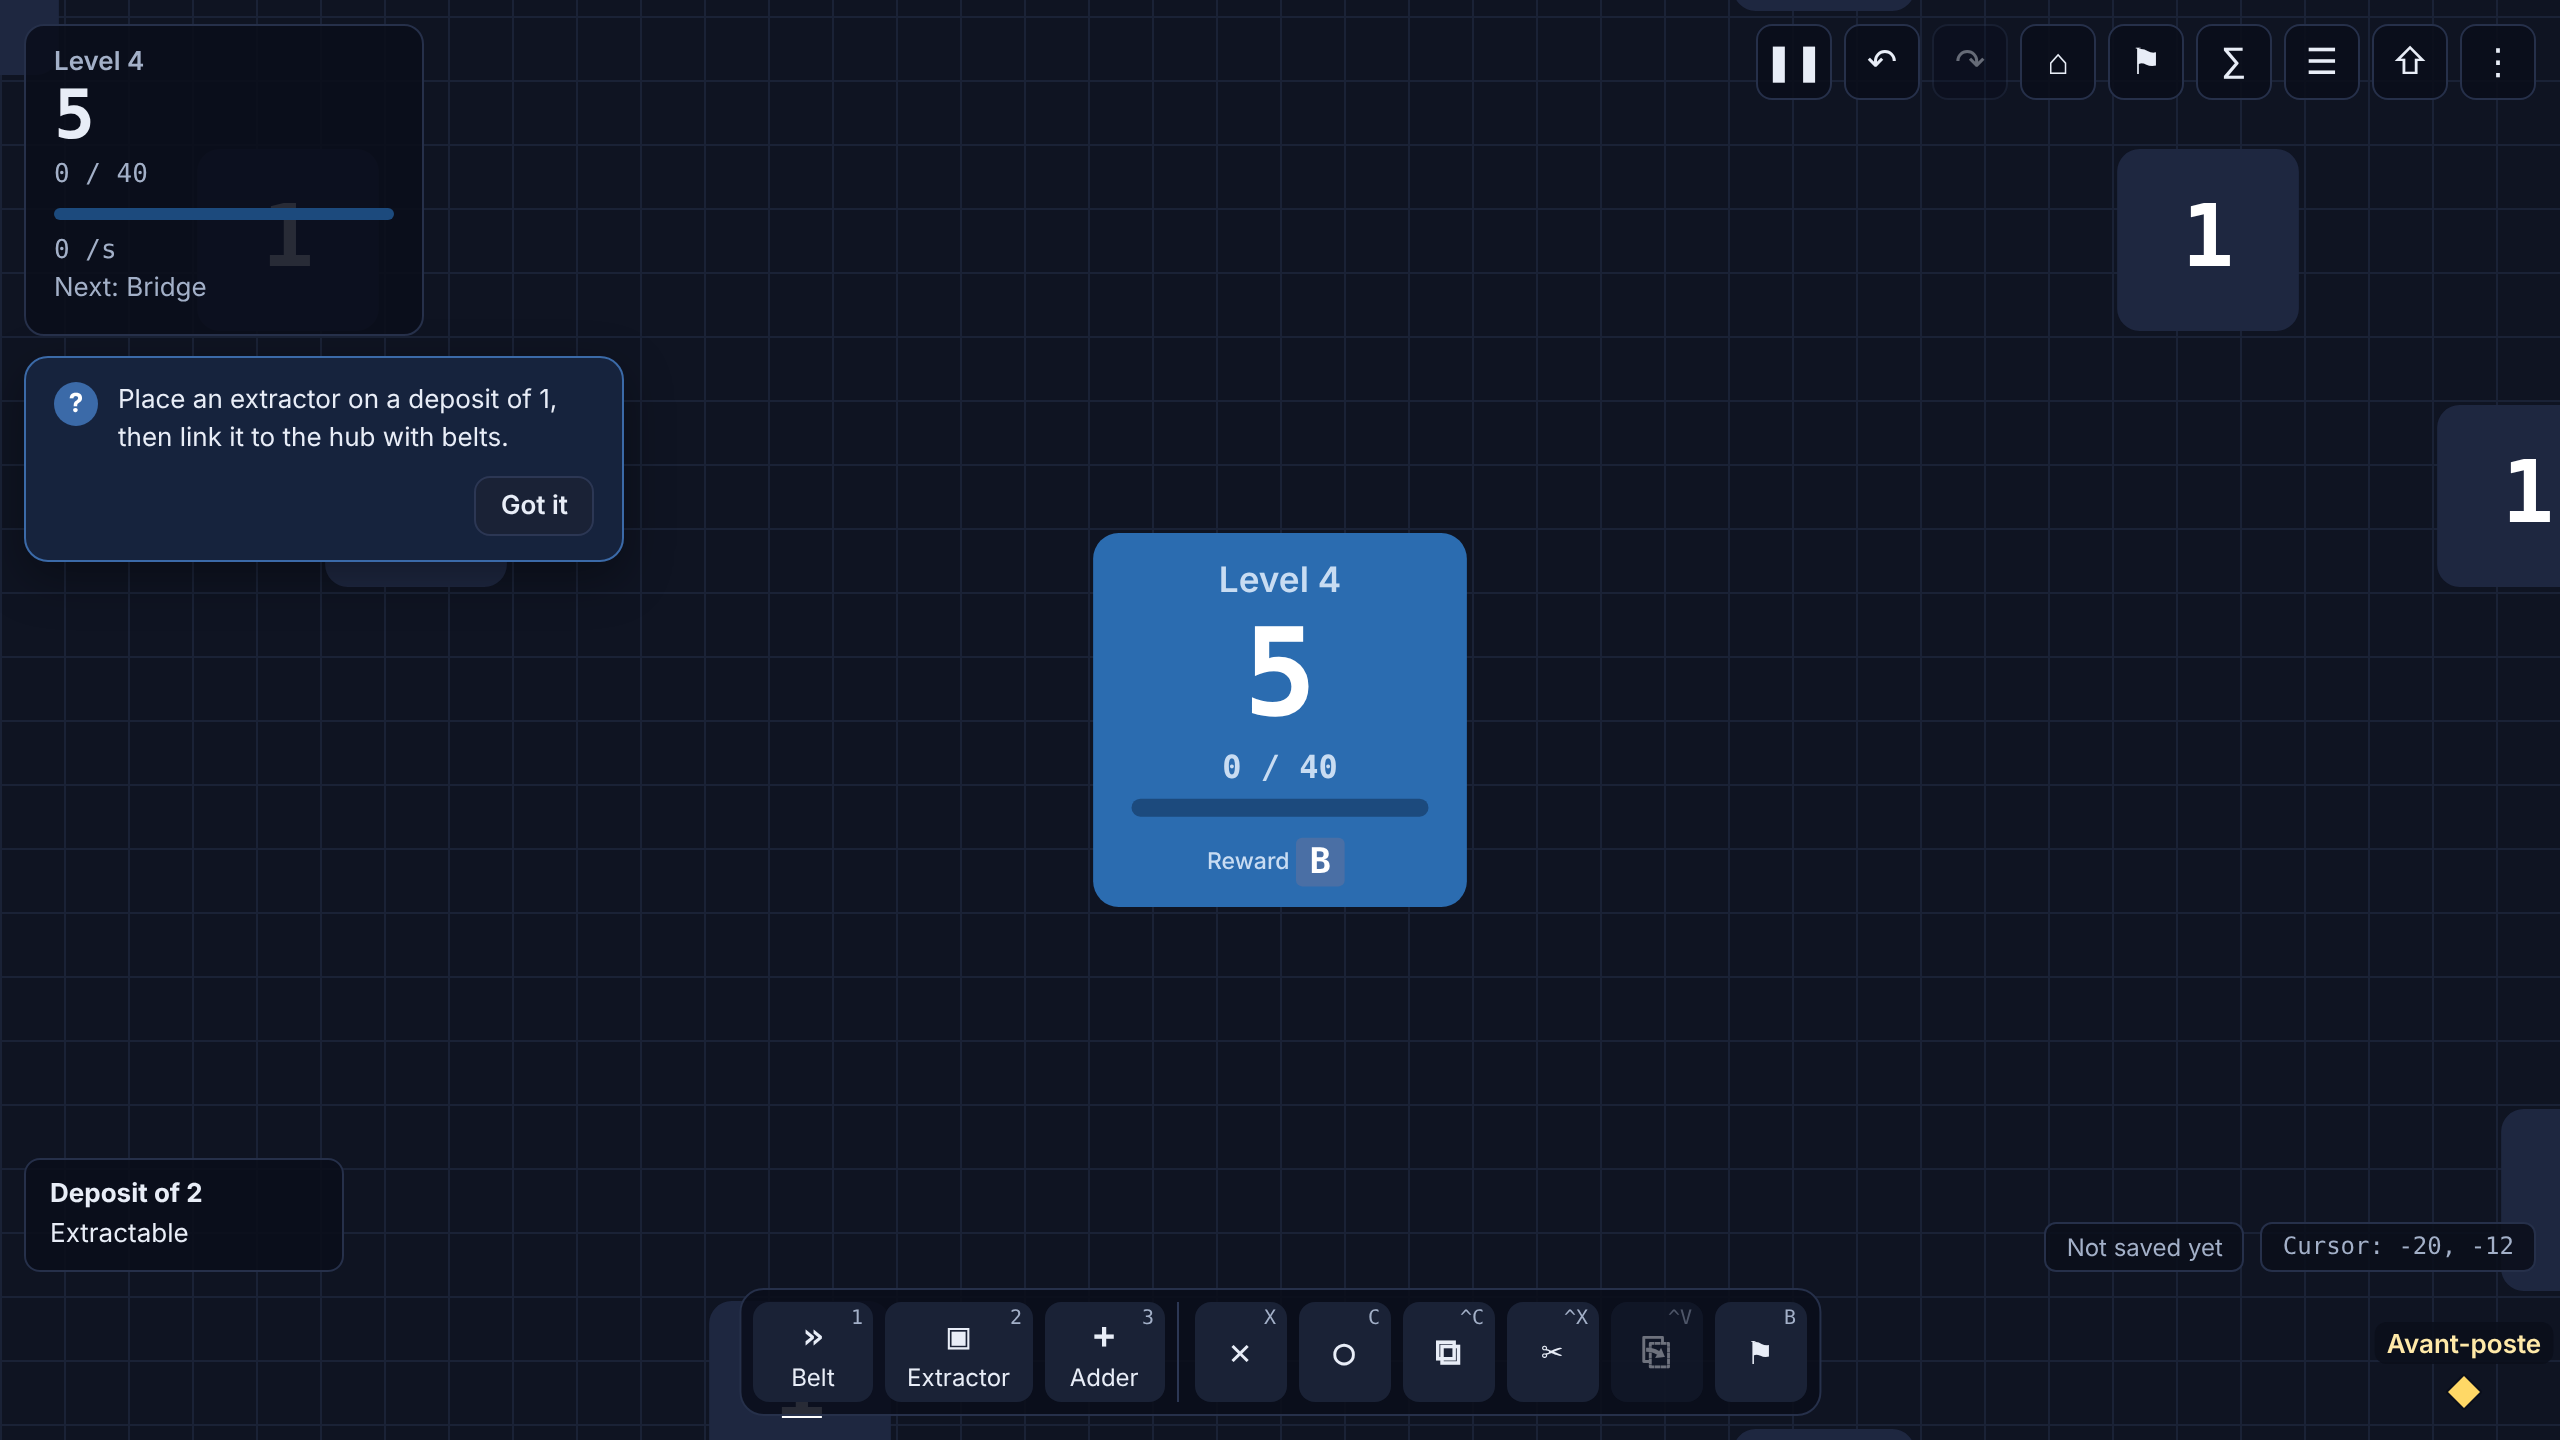 Level 4
5
0 / 40
0 /s
Next: Bridge
1
? Place an extractor on a deposit of 1,
then link it to the hub with belts.
Got it
1
1
Level 4
5
0 / 40
Reward B
Deposit of 2
Extractable
Not saved yet
Cursor: -20, -12
1
Belt
2
Extractor
3
Adder
X
C
^C
^X
^V
B
Avant-poste